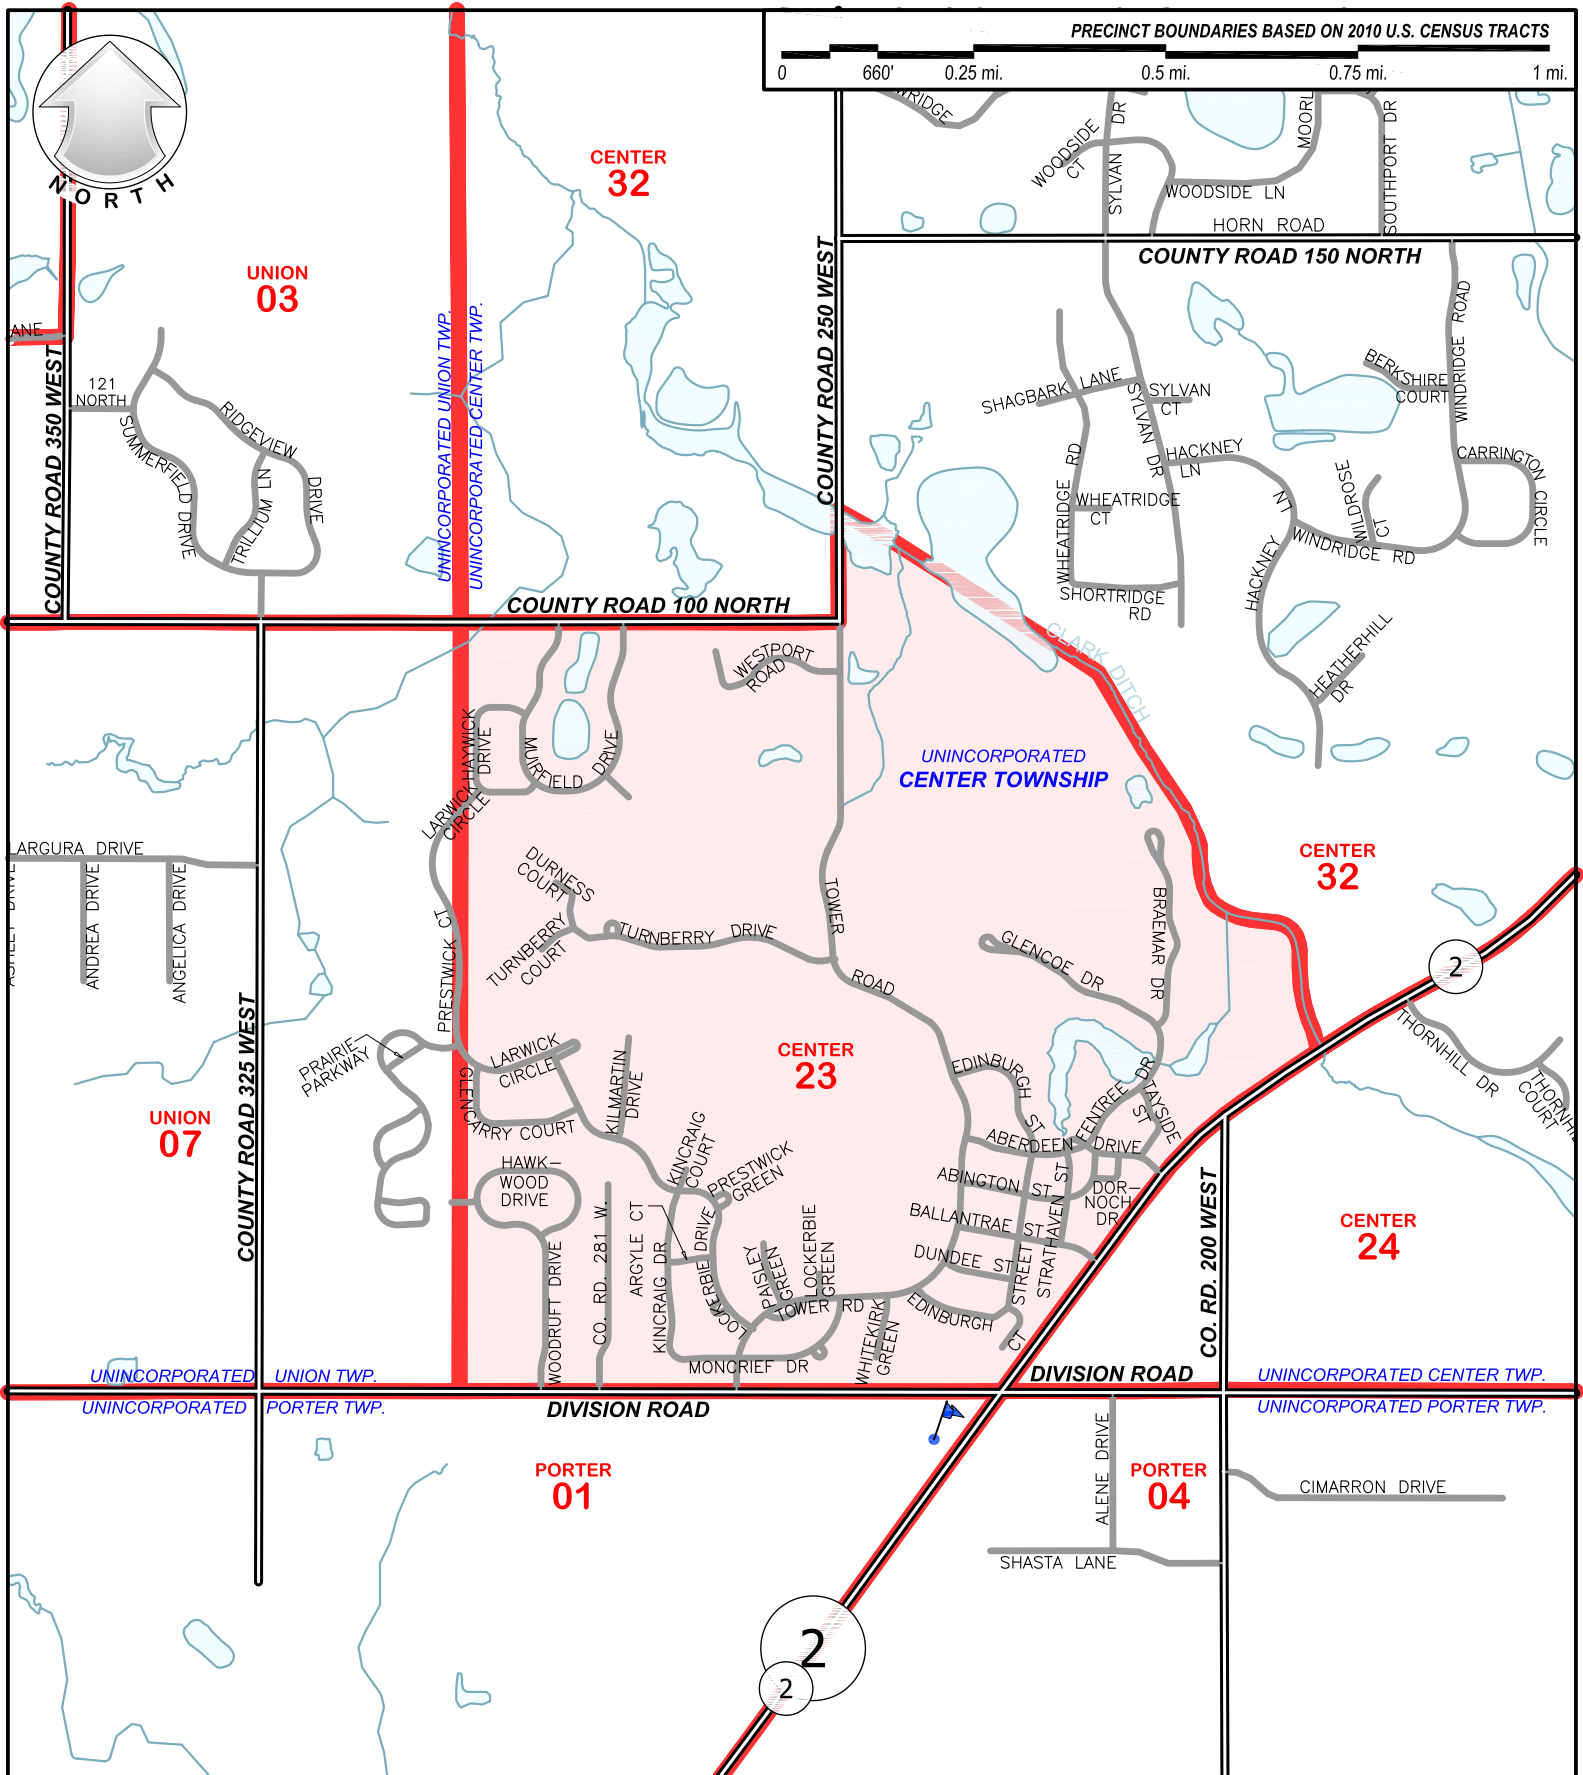 PRECINCT BOUNDARIES BASED ON 2010 U.S. CENSUS TRACTS
0 660' 0.25 mi. 0.5 mi. 0.75 mi. 1 mi.
NORTH
CENTER
32
UNION
03
WOODSIDE
CT
SYLVAN DR
WOODSIDE LN
SOUTHPORT DR
HORN ROAD
COUNTY ROAD 150 NORTH
COUNTY ROAD 250 WEST
COUNTY ROAD 350 WEST
121
NORTH
SUMMERFIELD DRIVE
RIDGEVIEW DRIVE
TRILLIUM LN
UNINCORPORATED UNION TWP.
UNINCORPORATED CENTER TWP.
SHAGBARK LANE
SYLVAN DR
SYLVAN
CT
WHEATRIDGE RD
WHEATRIDGE
CT
HACKNEY
LN
HACKNEY LN
SHORTRIDGE
RD
BERKSHIRE
COURT
WINDRIDGE ROAD
CARRINGTON CIRCLE
WILDROSE
CT
WINDRIDGE RD
HEATHERHILL
DR
COUNTY ROAD 100 NORTH
CLARK DITCH
WESTPORT
ROAD
HAYWICK
DRIVE
MUIRFIELD DRIVE
LARWICK
CIRCLE
UNINCORPORATED
CENTER TOWNSHIP
CENTER
32
LARGURA DRIVE
ASHLEY DRIVE
ANDREA DRIVE
ANGELICA DRIVE
COUNTY ROAD 325 WEST
DURNESS
COURT
TURNBERRY
COURT
TURNBERRY DRIVE
TOWER ROAD
PRESTWICK CT
GLENCOE DR
BRAEMAR DR
2
THORNHILL DR
THORNHI
COURT
PRAIRIE
PARKWAY
LARWICK
CIRCLE
GLENCARRY COURT
KILMARTIN
DRIVE
CENTER
23
EDINBURGH ST
FENTREE DR
TAYSIDE
ST
ABERDEEN DRIVE
UNION
07
HAWK-
WOOD
DRIVE
KINCRAIG
COURT
PRESTWICK
GREEN
ABINGTON ST
BALLANTRAE ST
DUNDEE ST
STREET
STRATHAVEN ST
DOR-
NOCH
DR
WOODRUFT DRIVE
CO. RD. 281 W.
ARGYLE CT
KINCRAIG DR
LOCKERBIE DRIVE
PAISLEY
GREEN
LOCKERBIE
GREEN
TOWER RD
MONCRIEF DR
WHITEKIRK
GREEN
EDINBURGH CT
CO. RD. 200 WEST
CENTER
24
UNINCORPORATED UNION TWP.
UNINCORPORATED PORTER TWP.
DIVISION ROAD
DIVISION ROAD
UNINCORPORATED CENTER TWP.
UNINCORPORATED PORTER TWP.
PORTER
01
ALENE DRIVE
PORTER
04
CIMARRON DRIVE
SHASTA LANE
2
2